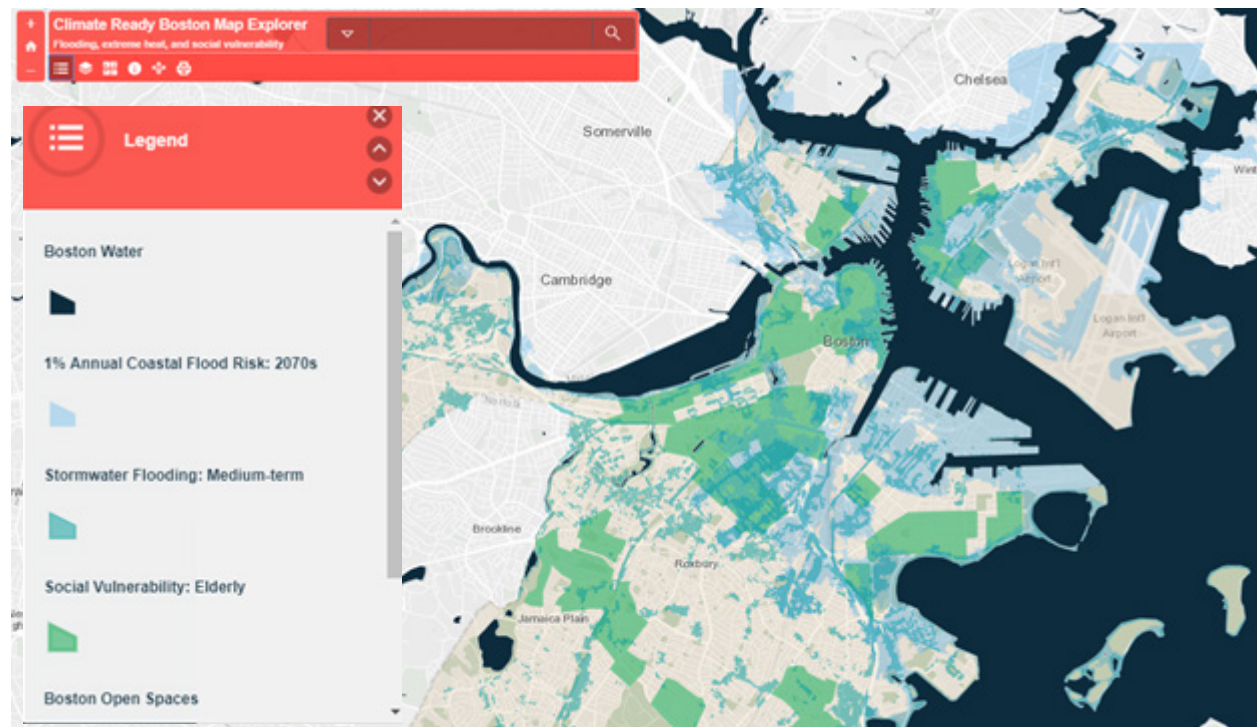 Climate Ready Boston Map Explorer
Flooding, extreme heat, and social vulnerability
Legend
Boston Water
1% Annual Coastal Flood Risk: 2070s
Stormwater Flooding: Medium-term
Social Vulnerability: Elderly
Boston Open Spaces
Chelsea
Somerville
Wint
Logan Int'l
Airport
Cambridge
Logan Int'l
Airport
Boston
Norfolk
Brookline
Roxbury
Jamaica Plain